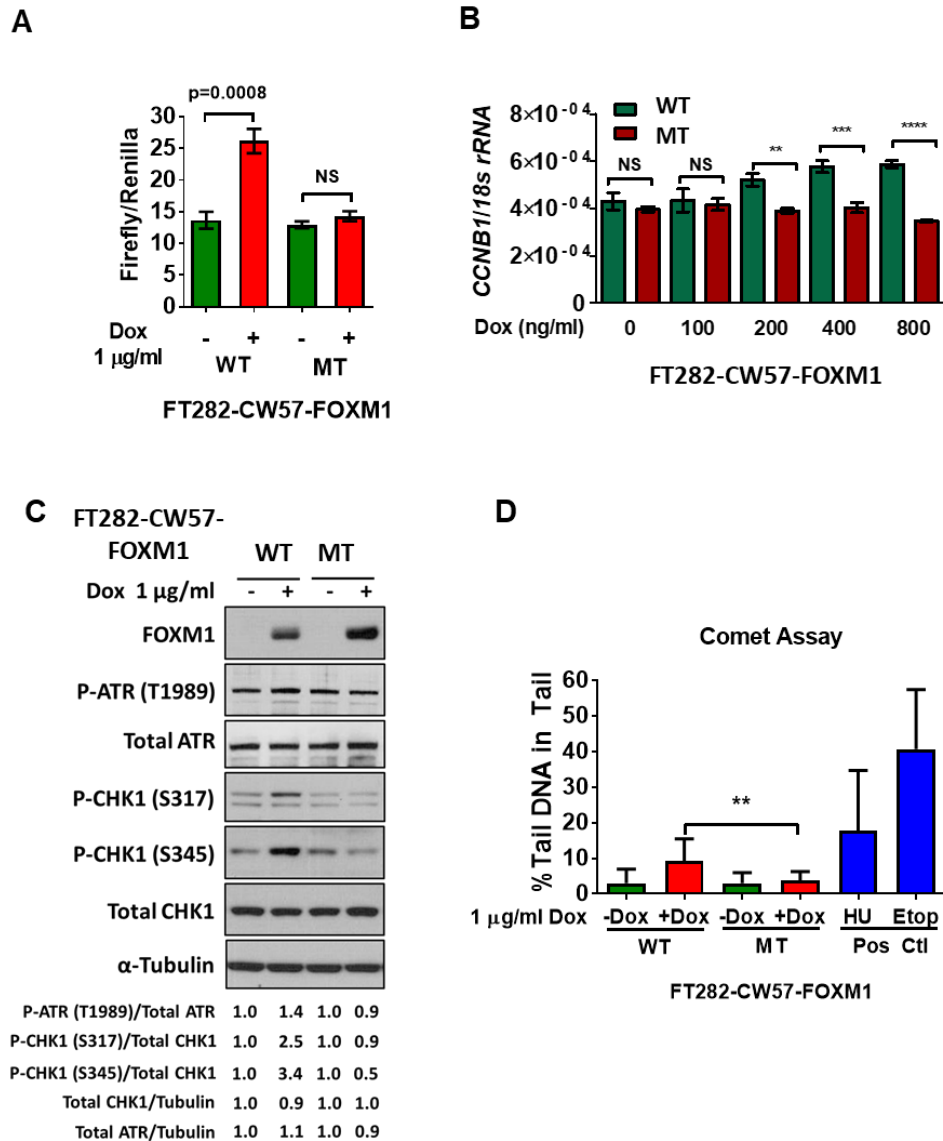 A
p=0.0008
Firefly/Renilla
30
25
20
15
10
5
0
NS
Dox
1 µg/ml
- + - +
WT MT
FT282-CW57-FOXM1
B
CCNB1/18s rRNA
8×10-04
6×10-04
4×10-04
2×10-04
0
WT
MT
NS NS ** *** ****
Dox (ng/ml) 0 100 200 400 800
FT282-CW57-FOXM1
C
FT282-CW57-
FOXM1 WT MT
Dox 1 µg/ml - + - +
FOXM1
P-ATR (T1989)
Total ATR
P-CHK1 (S317)
P-CHK1 (S345)
Total CHK1
α-Tubulin
P-ATR (T1989)/Total ATR 1.0 1.4 1.0 0.9
P-CHK1 (S317)/Total CHK1 1.0 2.5 1.0 0.9
P-CHK1 (S345)/Total CHK1 1.0 3.4 1.0 0.5
Total CHK1/Tubulin 1.0 0.9 1.0 1.0
Total ATR/Tubulin 1.0 1.1 1.0 0.9
D
Comet Assay
% Tail DNA in Tail
60
50
40
30
20
10
0
**
1 µg/ml Dox -Dox +Dox -Dox +Dox HU Etop
WT MT Pos Ctl
FT282-CW57-FOXM1